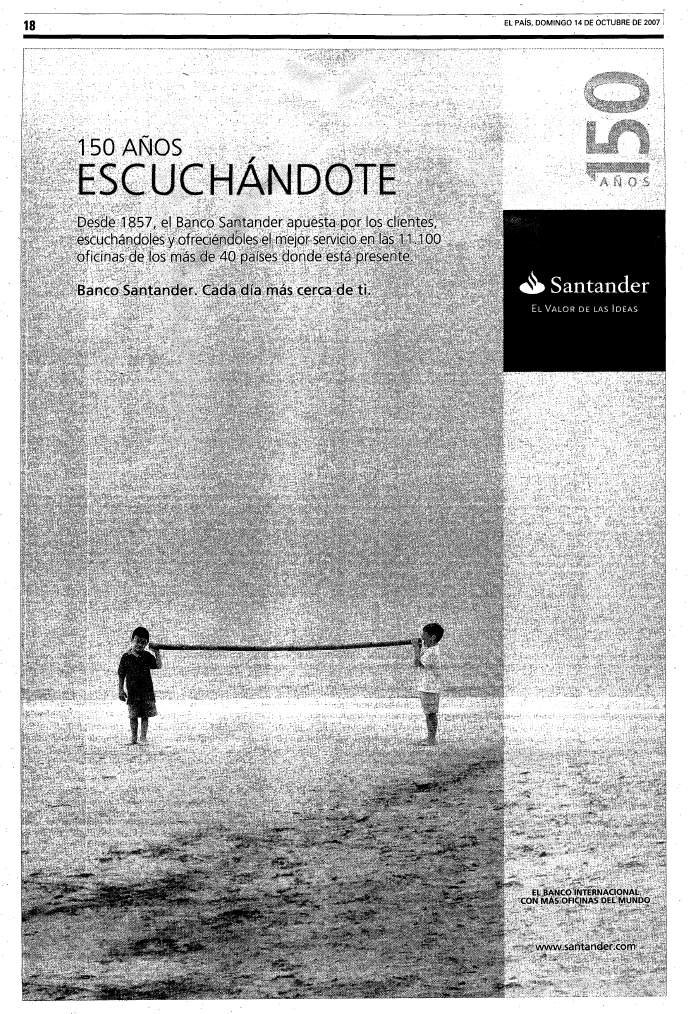 18
EL PAÍS, DOMINGO 14 DE OCTUBRE DE 2007
150 AÑOS
ESCUCHÁNDOTE
Desde 1857, el Banco Santander apuesta por los clientes,
escuchándoles y ofreciéndoles el mejor servicio en las 11.100
oficinas de los más de 40 países donde está presente.
Banco Santander. Cada día más cerca de ti.
150
AÑOS
Santander
EL VALOR DE LAS IDEAS
EL BANCO INTERNACIONAL
CON MÁS OFICINAS DEL MUNDO
www.santander.com